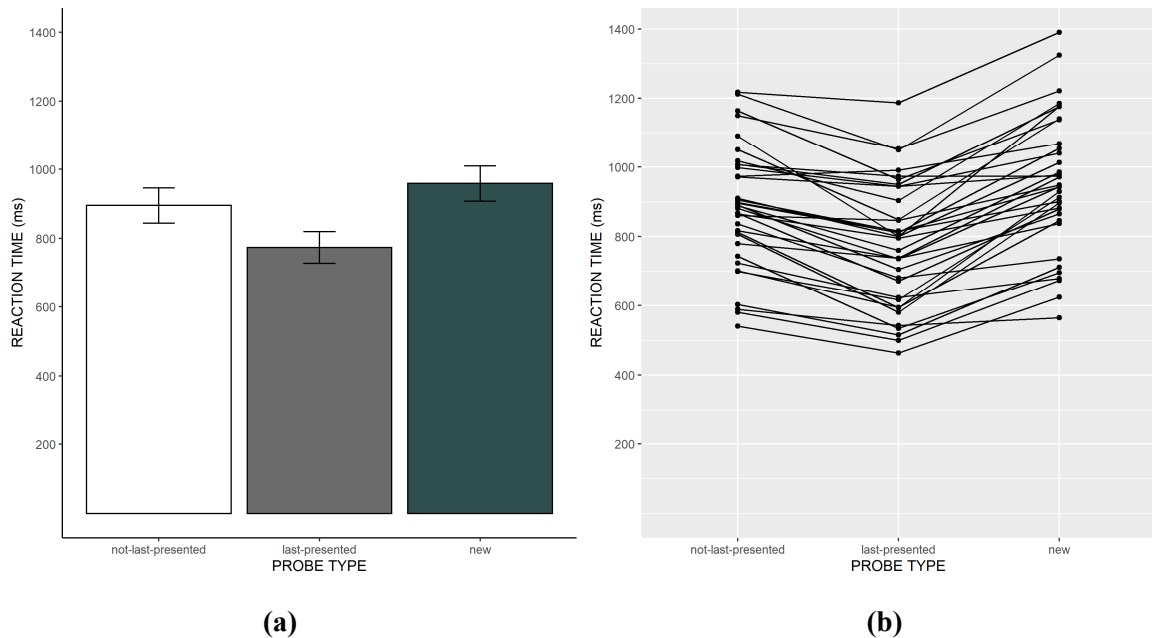 1400
1200
1000
800
600
400
200
REACTION TIME (ms)
not-last-presented last-presented new
PROBE TYPE
(a)
1400
1200
1000
800
600
400
200
REACTION TIME (ms)
not-last-presented last-presented new
PROBE TYPE
(b)